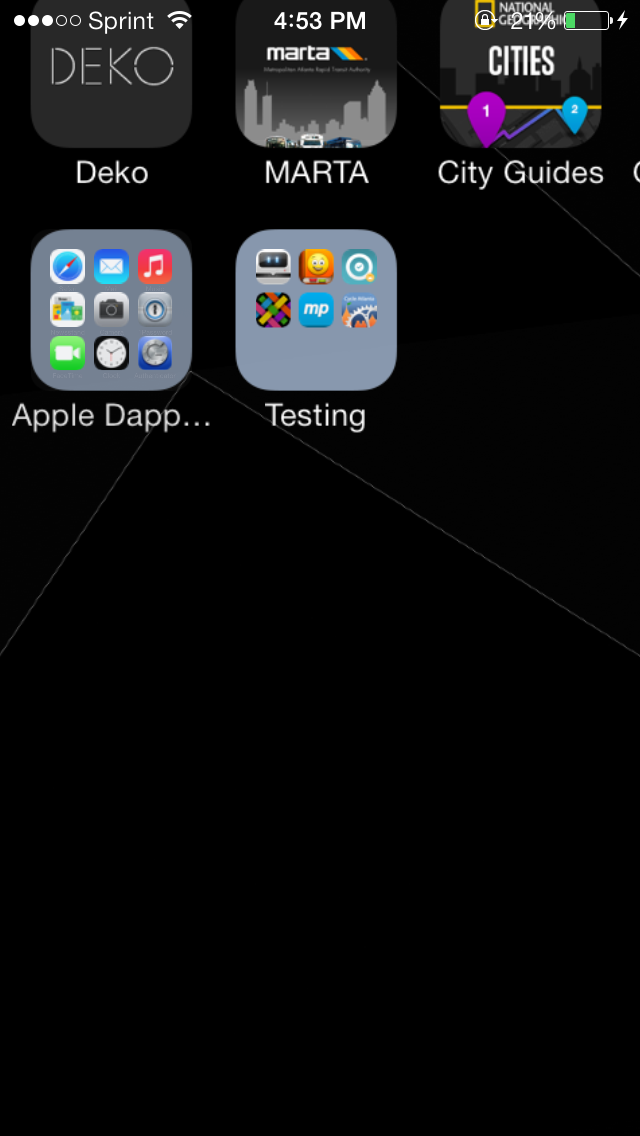 Sprint 4:53 PM 21%
DEKO
marta
Metropolitan Atlanta Rapid Transit Authority
NATIONAL
GEOGRAPHIC
CITIES
1
2
Deko
MARTA
City Guides
Apple Dapp...
Testing
mp
Cycle Atlanta